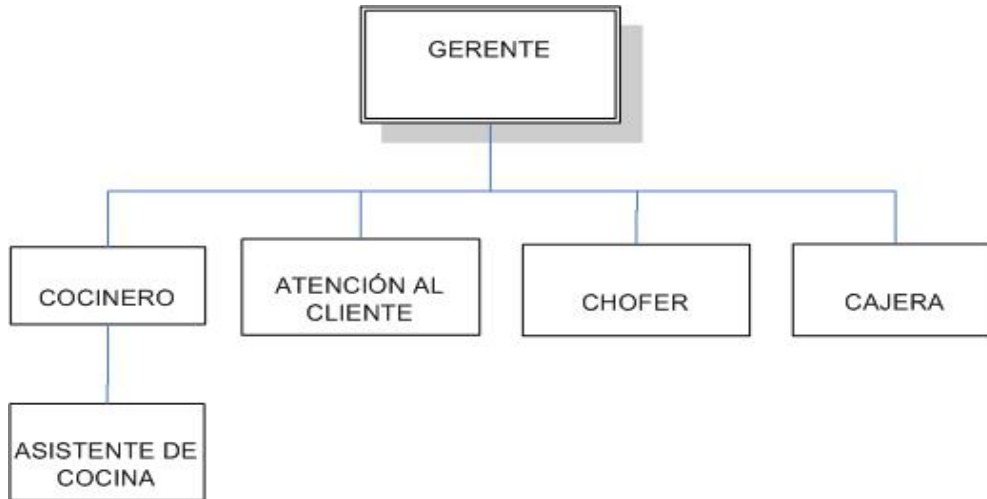 GERENTE
COCINERO
ATENCIÓN AL
CLIENTE
CHOFER
CAJERA
ASISTENTE DE
COCINA